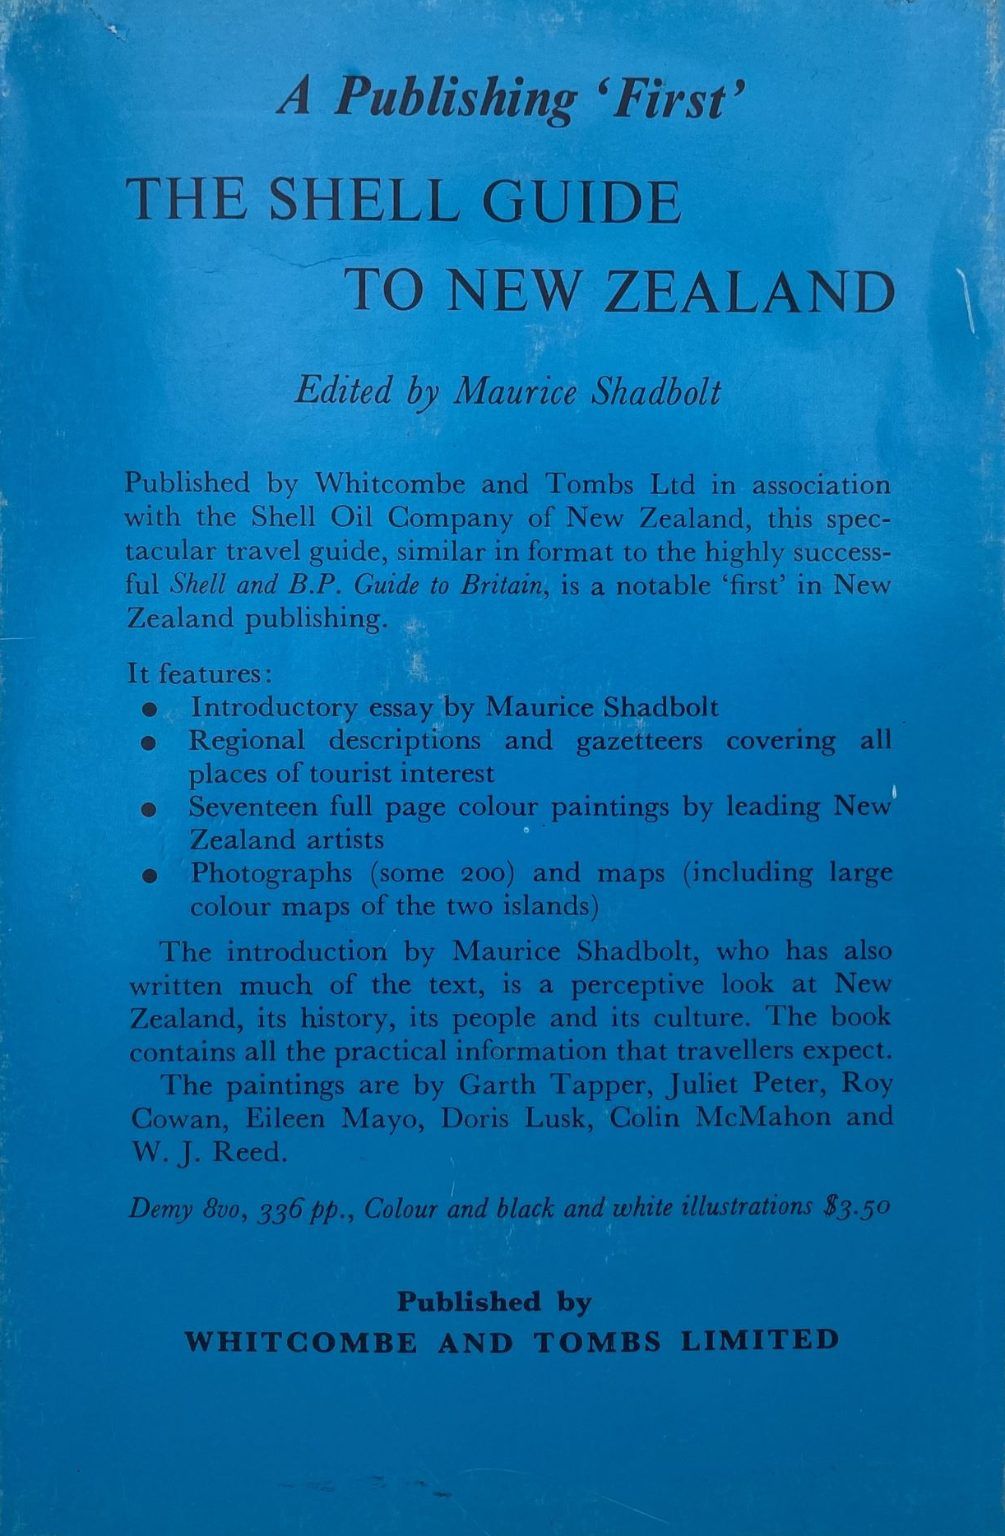 A Publishing ‘First’
THE SHELL GUIDE
TO NEW ZEALAND
Edited by Maurice Shadbolt
Published by Whitcombe and Tombs Ltd in association
with the Shell Oil Company of New Zealand, this spec-
tacular travel guide, similar in format to the highly success-
ful Shell and B.P. Guide to Britain, is a notable ‘first’ in New
Zealand publishing.
It features:
● Introductory essay by Maurice Shadbolt
● Regional descriptions and gazetteers covering all
places of tourist interest
● Seventeen full page colour paintings by leading New
Zealand artists
● Photographs (some 200) and maps (including large
colour maps of the two islands)
The introduction by Maurice Shadbolt, who has also
written much of the text, is a perceptive look at New
Zealand, its history, its people and its culture. The book
contains all the practical information that travellers expect.
The paintings are by Garth Tapper, Juliet Peter, Roy
Cowan, Eileen Mayo, Doris Lusk, Colin McMahon and
W. J. Reed.
Demy 8vo, 336 pp., Colour and black and white illustrations $3.50
Published by
WHITCOMBE AND TOMBS LIMITED